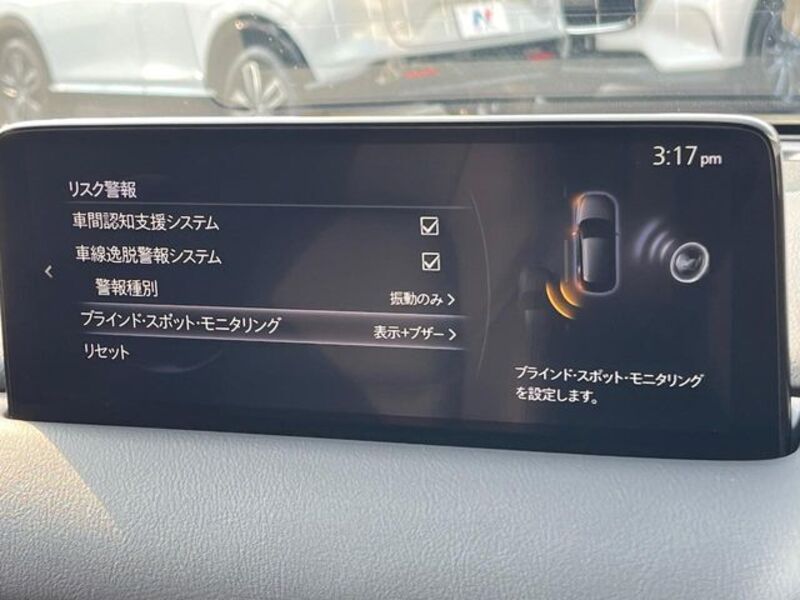 3:17 pm
リスク警報
車間認知支援システム
車線逸脱警報システム
警報種別 振動のみ
ブラインド・スポット・モニタリング 表示+ブザー
リセット
ブラインド・スポット・モニタリング
を設定します。